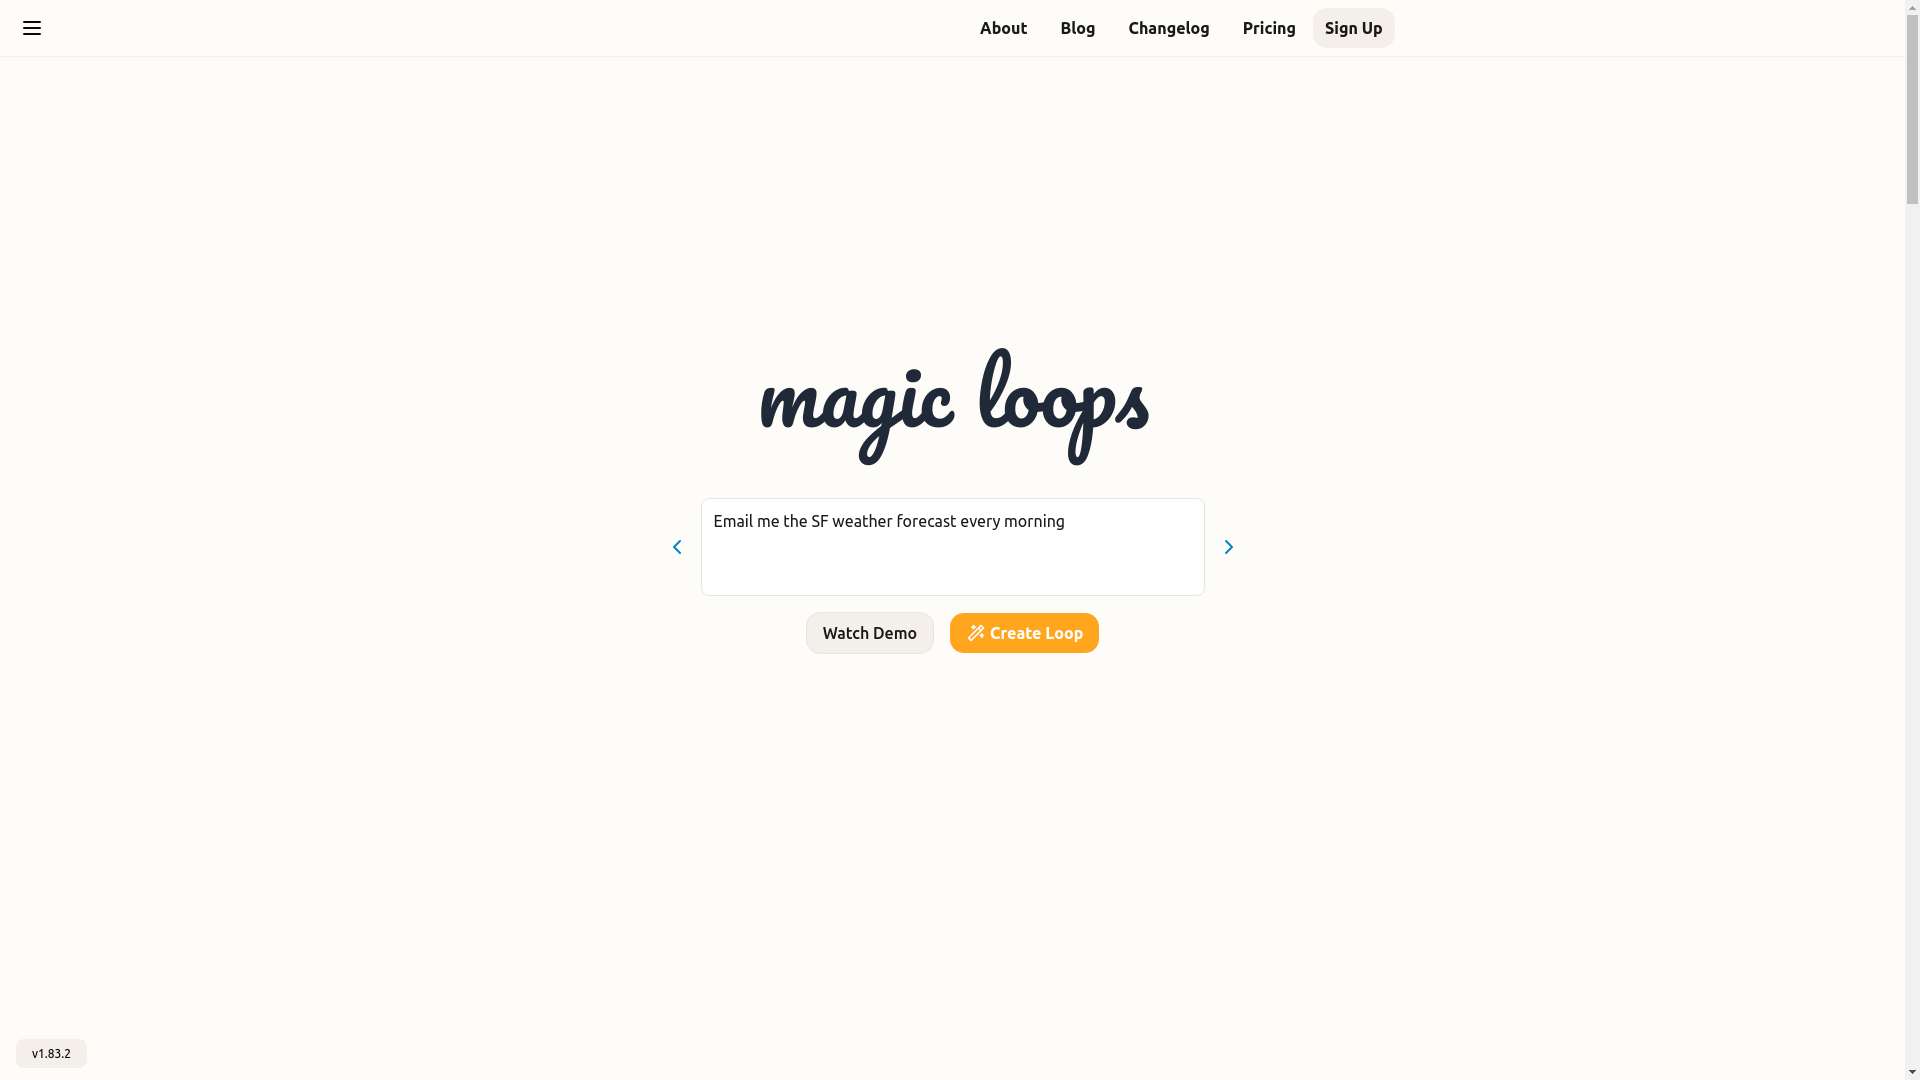 About Blog Changelog Pricing Sign Up
magic loops
Email me the SF weather forecast every morning
Watch Demo Create Loop
v1.83.2